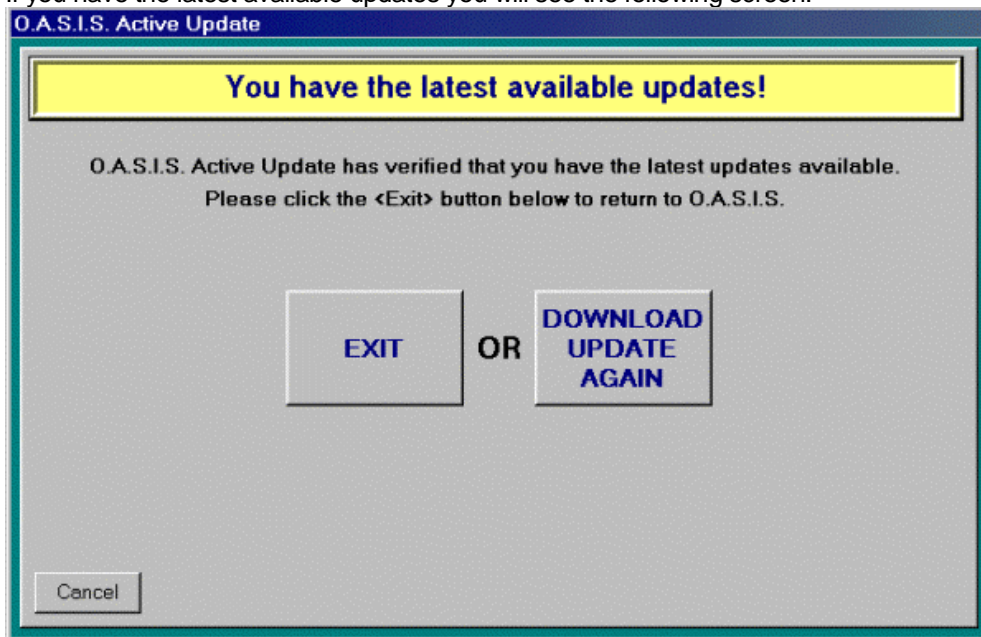 If you have the latest available updates you will see the following screen:
O.A.S.I.S. Active Update
You have the latest available updates!
O.A.S.I.S. Active Update has verified that you have the latest updates available.
Please click the <Exit> button below to return to O.A.S.I.S.
EXIT
OR
DOWNLOAD
UPDATE
AGAIN
Cancel